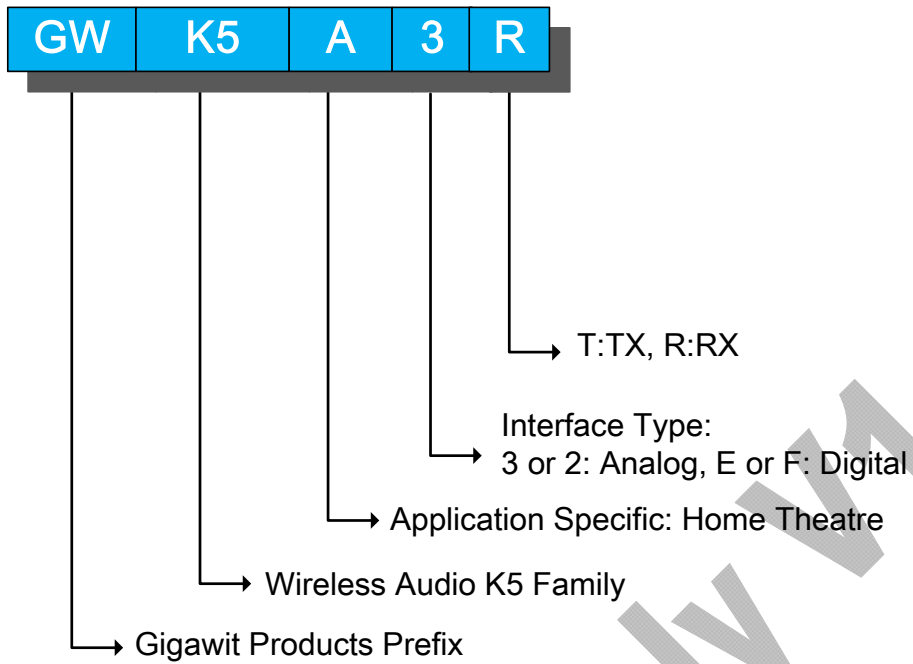 GW K5 A 3 R
T:TX, R:RX
Interface Type:
3 or 2: Analog, E or F: Digital
Application Specific: Home Theatre
Wireless Audio K5 Family
Gigawit Products Prefix